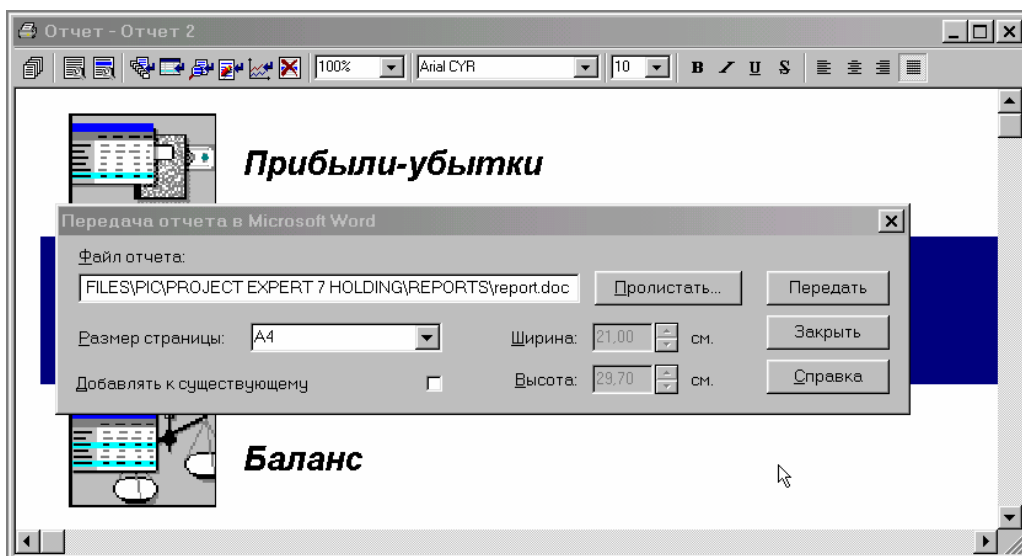 Отчет - Отчет 2
100% Arial CYR 10 B I U S
Прибыли-убытки
Передача отчета в Microsoft Word
Файл отчета:
FILES\PIC\PROJECT EXPERT 7 HOLDING\REPORTS\report.doc Пролистать... Передать
Размер страницы: A4 Ширина: 21,00 см. Закрыть
Добавлять к существующему Высота: 29,70 см. Справка
Баланс